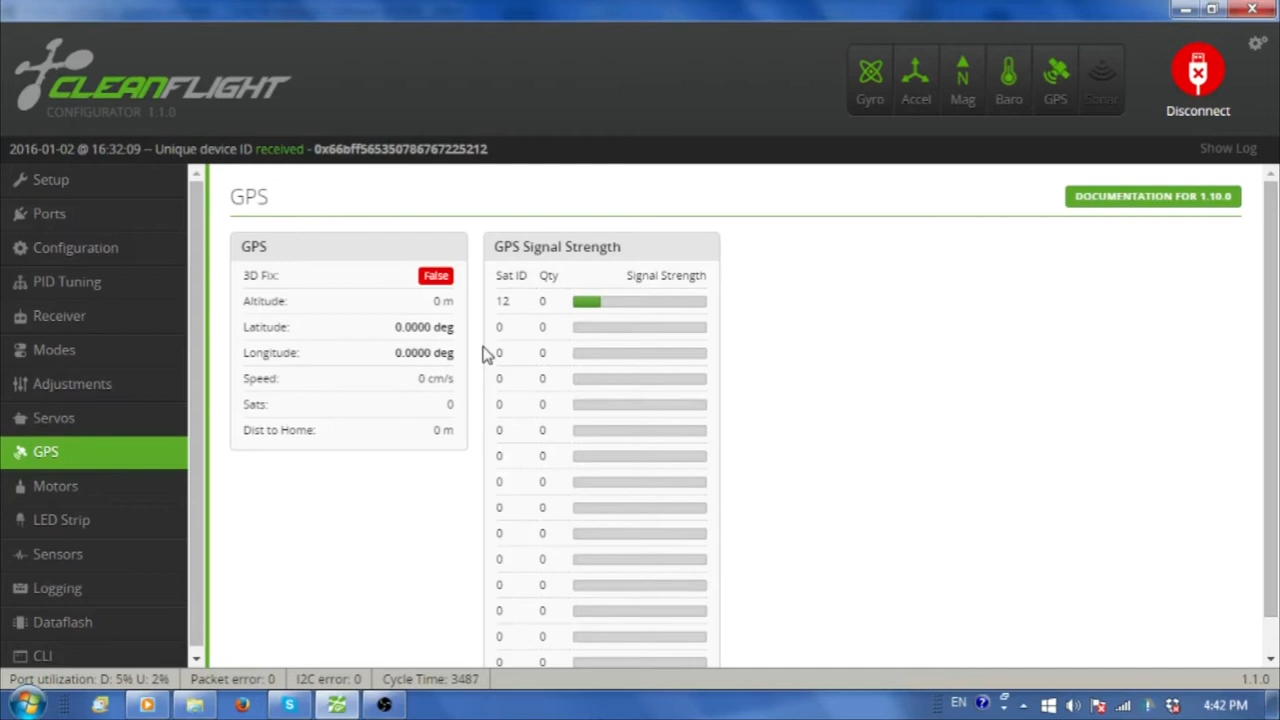 CLEANFLIGHT
CONFIGURATOR 1.1.0
Gyro Accel Mag Baro GPS Sonar
Disconnect
2016-01-02 @ 16:32:09 -- Unique device ID received - 0x66bff565350786767225212
Show Log
Setup
Ports
Configuration
PID Tuning
Receiver
Modes
Adjustments
Servos
GPS
Motors
LED Strip
Sensors
Logging
Dataflash
CLI
GPS
DOCUMENTATION FOR 1.10.0
GPS
3D Fix: False
Altitude: 0 m
Latitude: 0.0000 deg
Longitude: 0.0000 deg
Speed: 0 cm/s
Sats: 0
Dist to Home: 0 m
GPS Signal Strength
Sat ID Qty Signal Strength
12 0
0 0
0 0
0 0
0 0
0 0
0 0
0 0
0 0
0 0
0 0
0 0
0 0
0 0
0 0
Port utilization: D: 5% U: 2% Packet error: 0 I2C error: 0 Cycle Time: 3487 1.1.0
EN 4:42 PM